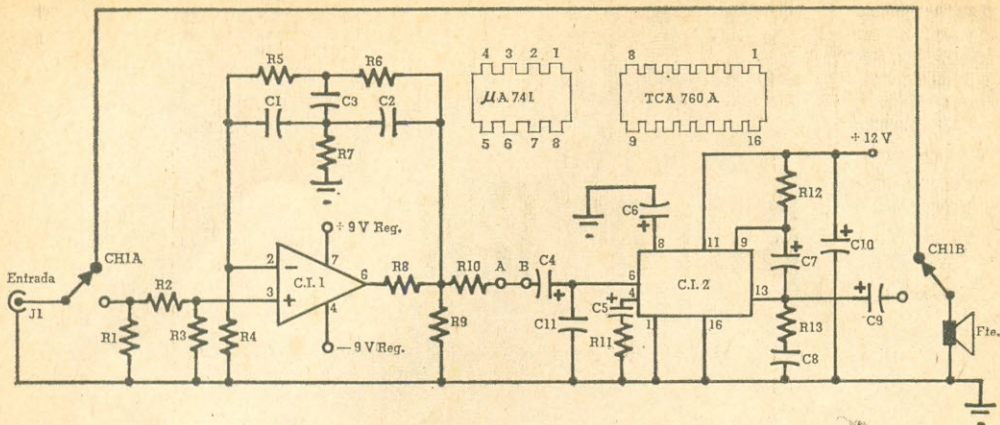 R5
R6
4 3 2 1
8
1
C1
C3
C2
µA 741
TCA 760 A
R7
5 6 7 8
9
16
+ 12 V
R12
C6
+
+ 9 V Reg.
8
11
9
+
C10
CH1B
CH1A
7
+
C7
Entrada
2
−
C.I. 1
6
R8
R10
A
B
C4
+
6
C.I. 2
13
+
C9
J1
R2
3
+
4
C5
+
R1
R3
R4
4
R9
C11
R11
1
16
R13
C8
Fte.
— 9 V Reg.